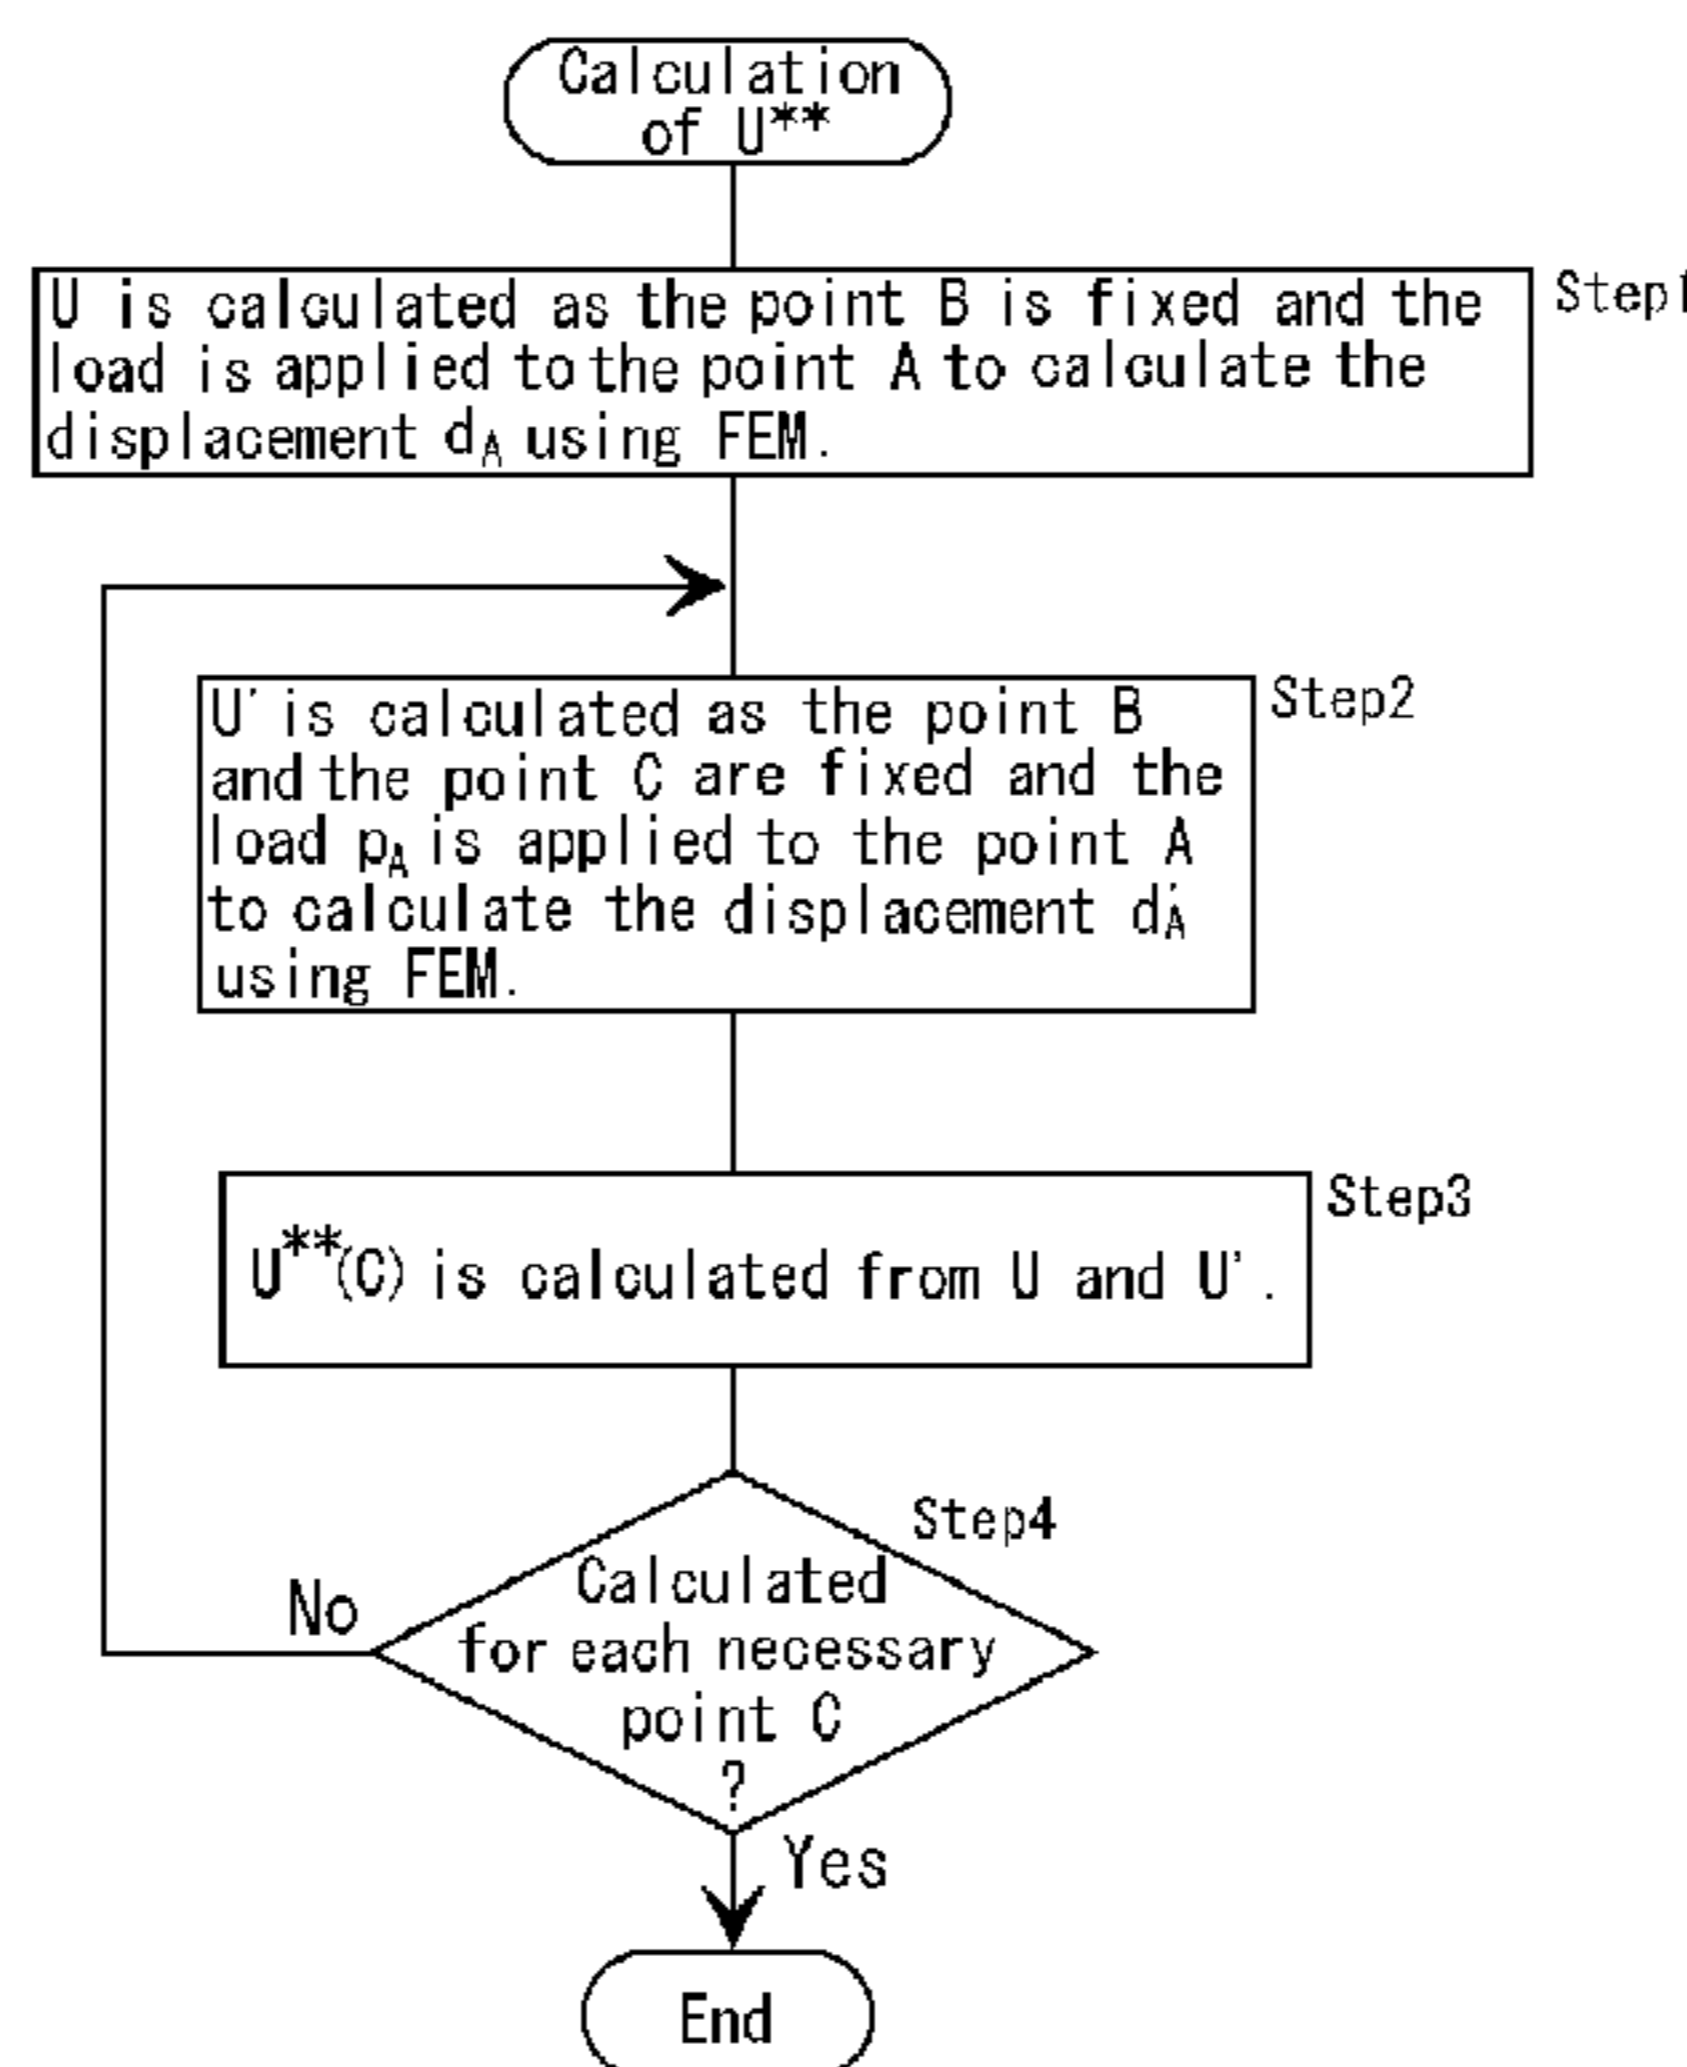 Calculation
of U**
U is calculated as the point B is fixed and the
Step1
load is applied to the point A to calculate the
displacement dA using FEM.
U' is calculated as the point B
Step2
and the point C are fixed and the
load pA is applied to the point A
to calculate the displacement d'A
using FEM.
Step3
U**(C) is calculated from U and U'.
Step4
Calculated
for each necessary
point C
?
No
Yes
End